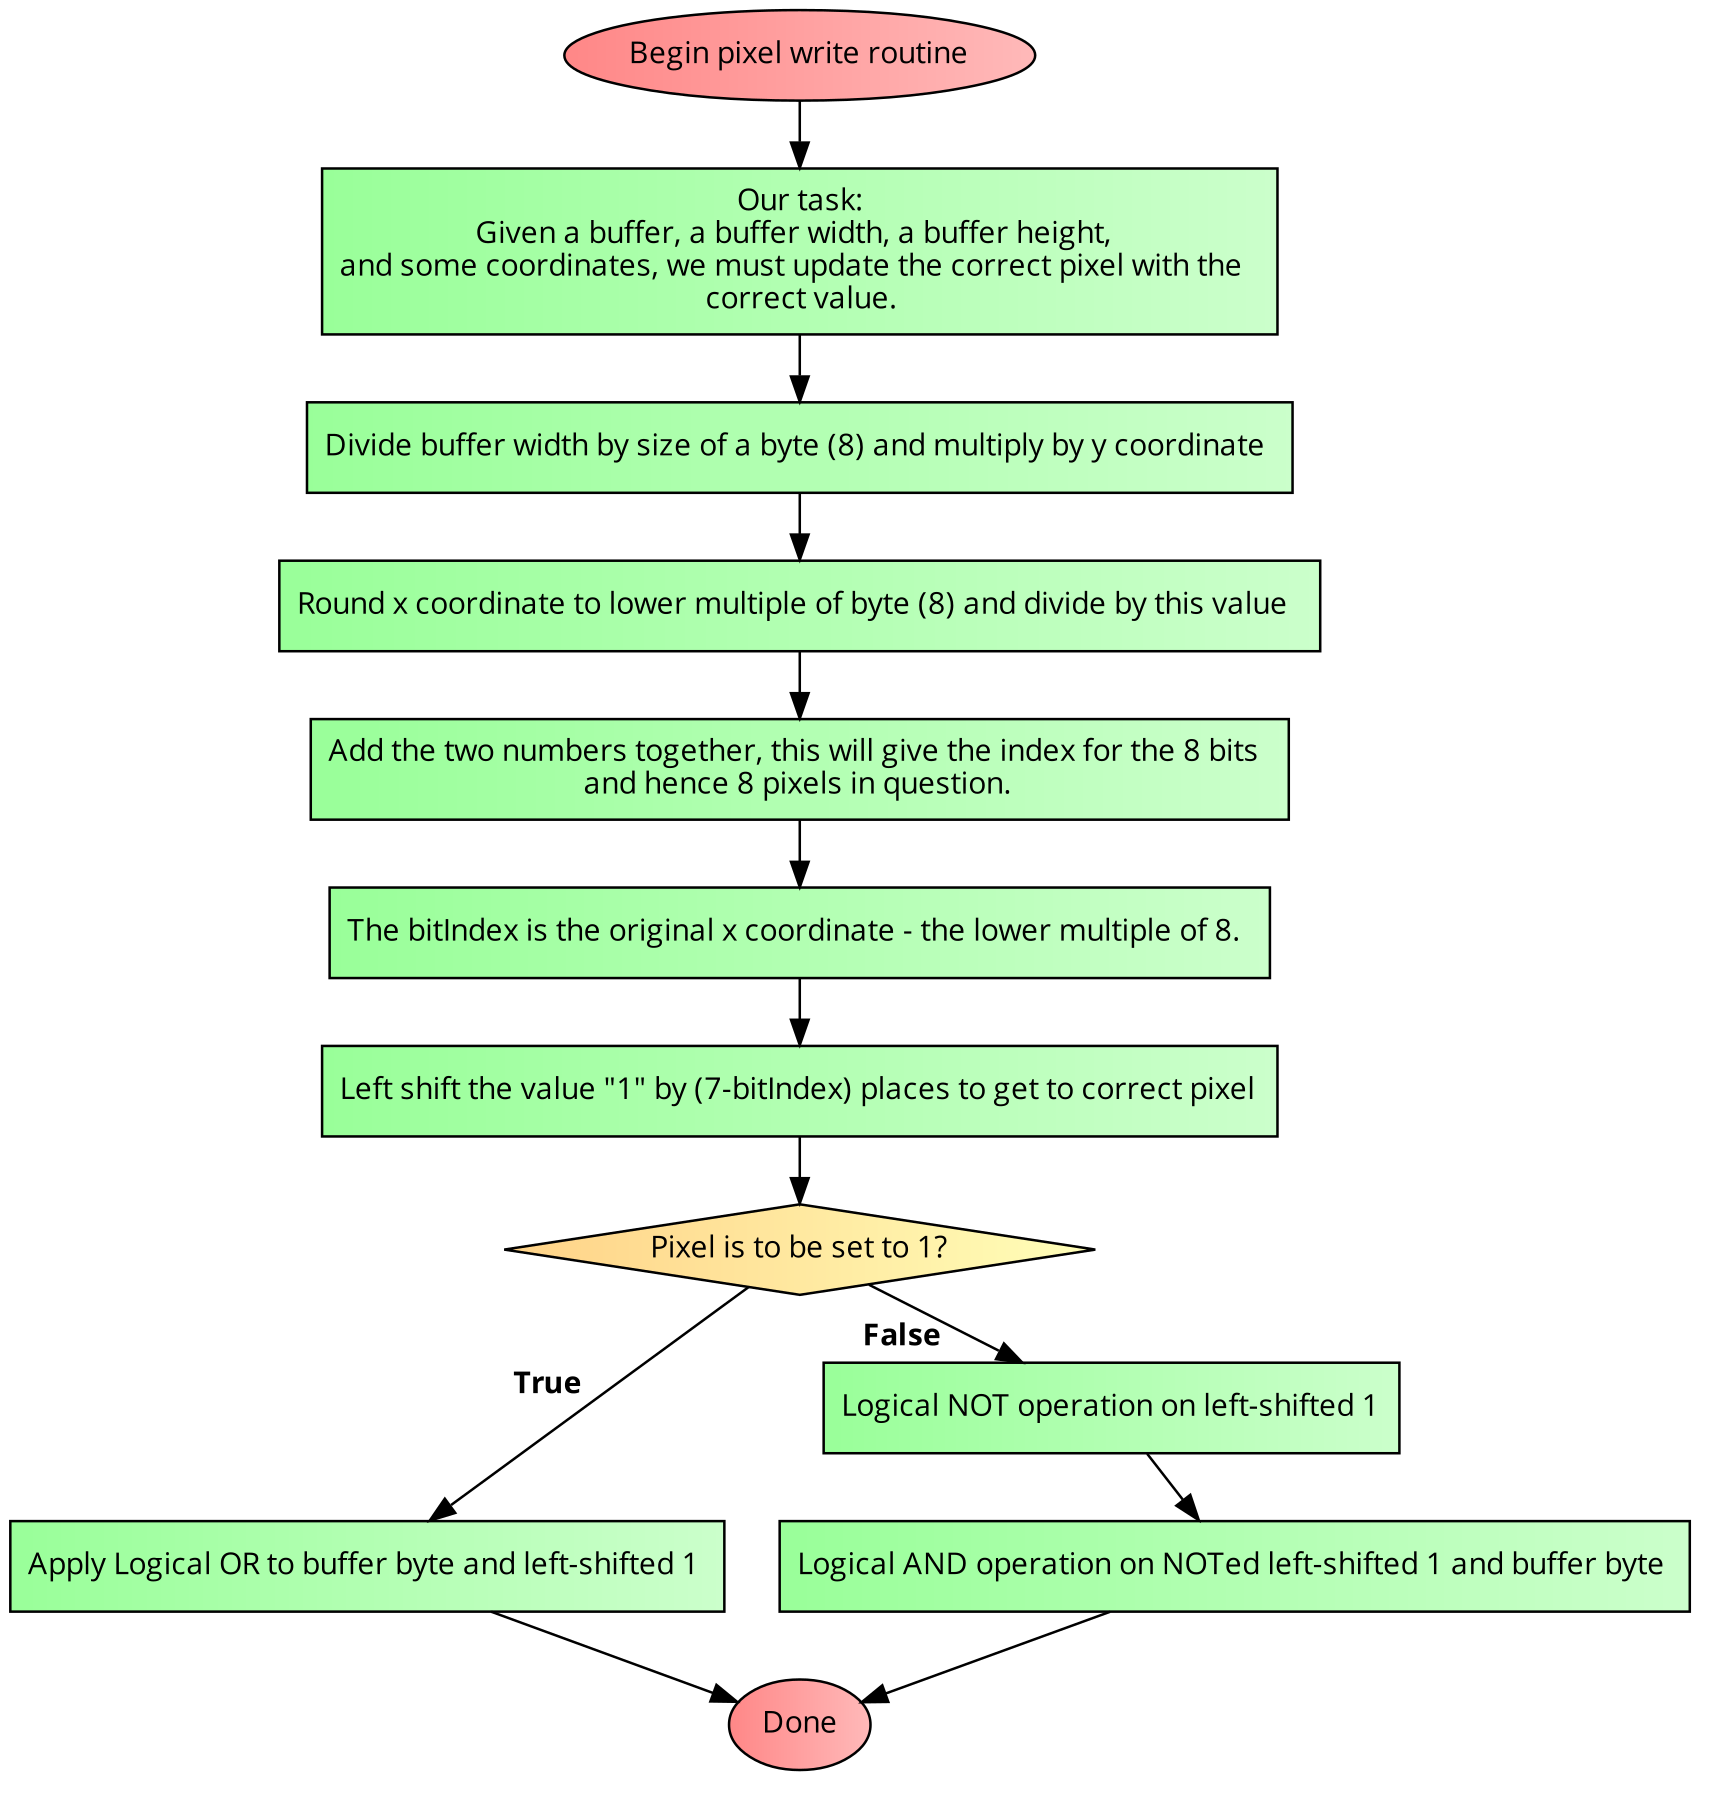 Begin pixel write routine
Our task:
Given a buffer, a buffer width, a buffer height,
and some coordinates, we must update the correct pixel with the
correct value.
Divide buffer width by size of a byte (8) and multiply by y coordinate
Round x coordinate to lower multiple of byte (8) and divide by this value
Add the two numbers together, this will give the index for the 8 bits
and hence 8 pixels in question.
The bitIndex is the original x coordinate - the lower multiple of 8.
Left shift the value "1" by (7-bitIndex) places to get to correct pixel
Pixel is to be set to 1?
False
True
Logical NOT operation on left-shifted 1
Apply Logical OR to buffer byte and left-shifted 1
Logical AND operation on NOTed left-shifted 1 and buffer byte
Done